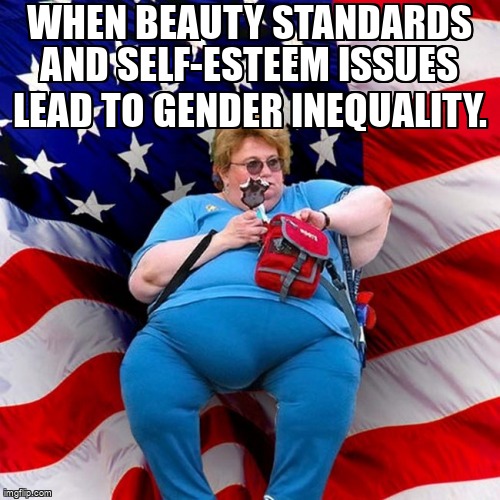 WHEN BEAUTY STANDARDS
AND SELF-ESTEEM ISSUES
LEAD TO GENDER INEQUALITY.
imgflip.com